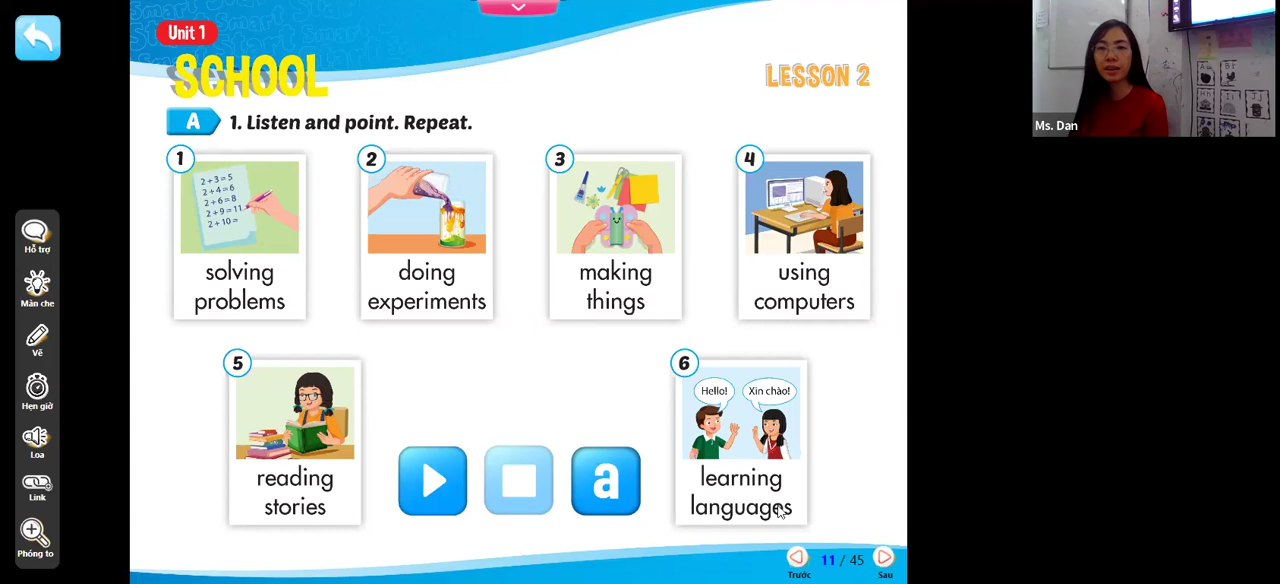 Unit 1
SCHOOL
LESSON 2
A 1. Listen and point. Repeat.
1
2+3=5
2+4=6
2+6=8
2+9=11
2+10=
solving
problems
2
doing
experiments
3
making
things
4
using
computers
5
reading
stories
a
6
Hello!
Xin chào!
learning
languages
Trước
11 / 45
Sau
Hỗ trợ
Màn che
Vẽ
Hẹn giờ
Loa
Link
Phóng to
Ms. Dan